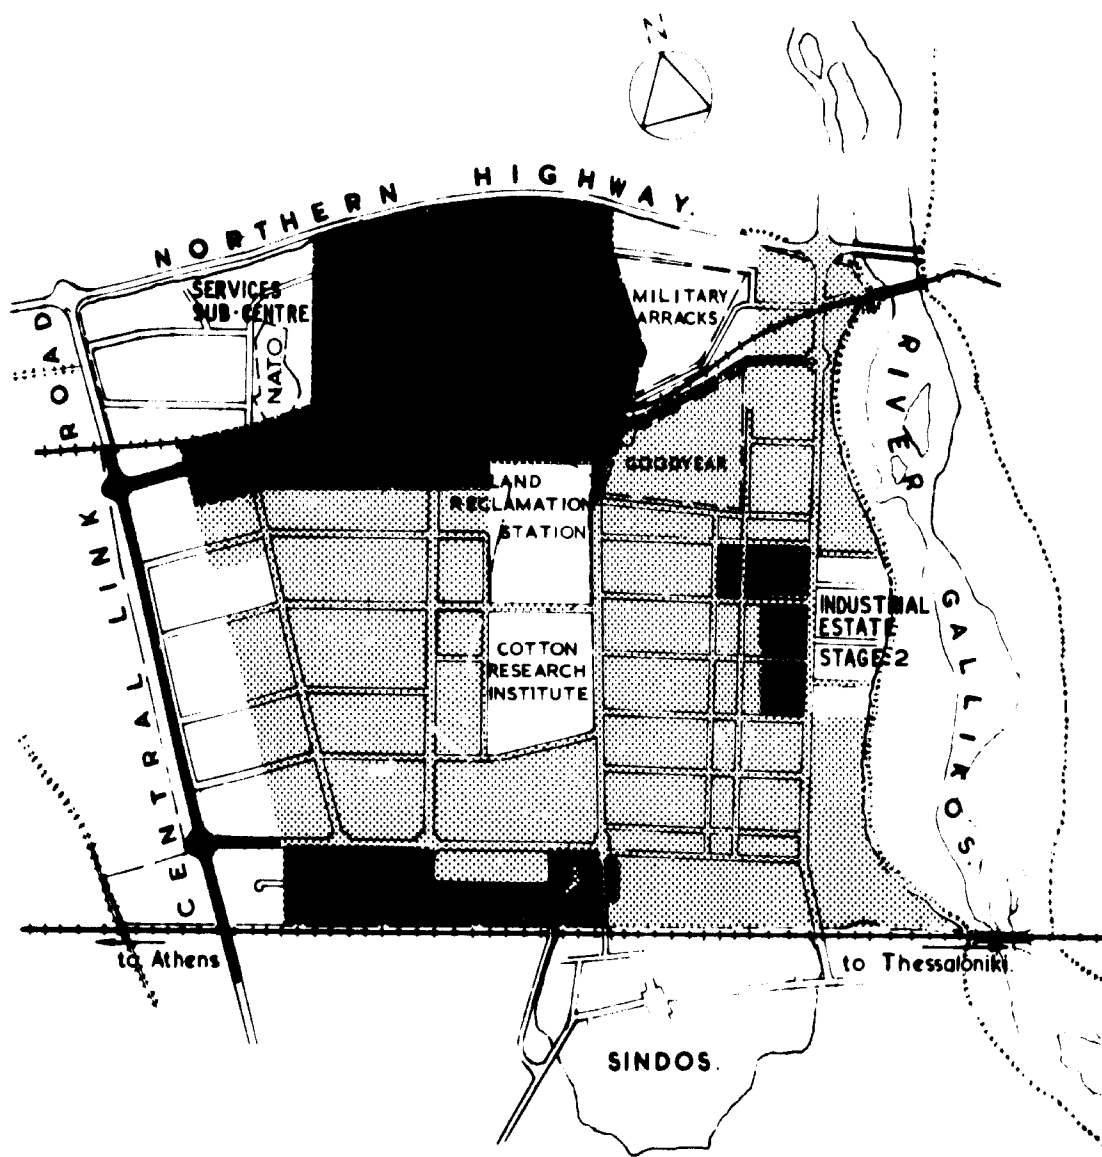 N
NORTHERN HIGHWAY.
SERVICES
SUB·CENTRE
NATO
MILITARY
ARRACKS
CENTRAL LINK ROAD
GOODYEAR
LAND
RECLAMATION
STATION
COTTON
RESEARCH
INSTITUTE
INDUSTRIAL
ESTATE
STAGE·2
RIVER GALLIKOS.
to Athens
to Thessaloniki.
SINDOS.